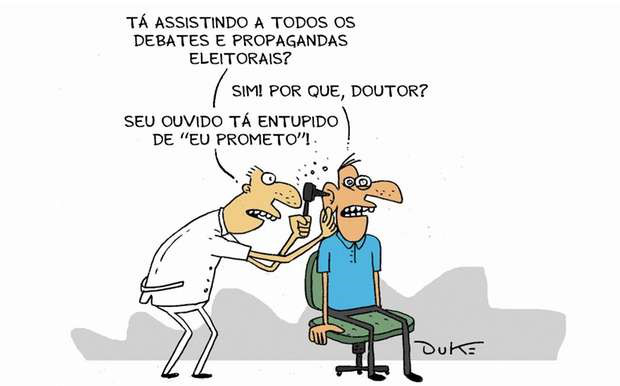 TÁ ASSISTINDO A TODOS OS
DEBATES E PROPAGANDAS
ELEITORAIS?
SIM! POR QUE, DOUTOR?
SEU OUVIDO TÁ ENTUPIDO
DE "EU PROMETO"!
DUKE